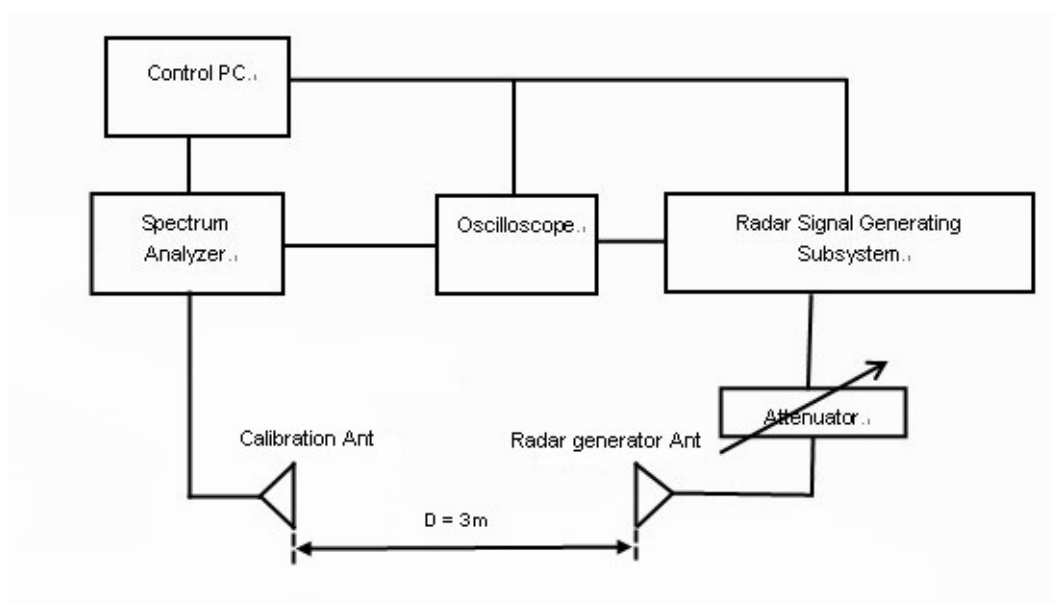 Control PC.
Spectrum
Analyzer.
Oscilloscope.
Radar Signal Generating
Subsystem.
Attenuator.
Calibration Ant
Radar generator Ant
D = 3m